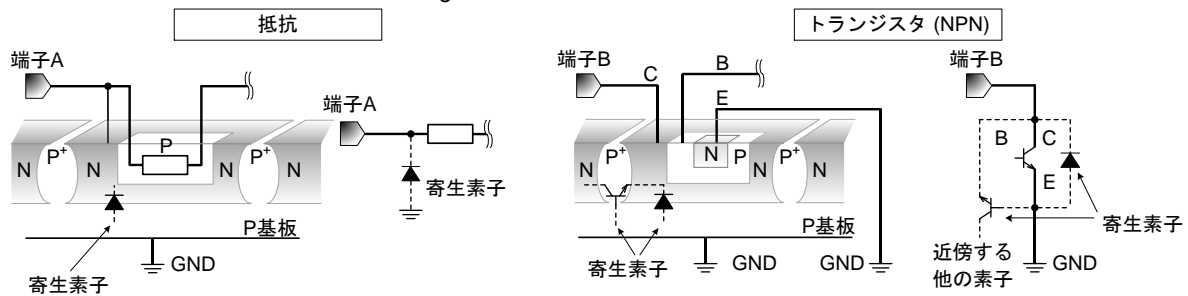 g
抵抗
トランジスタ (NPN)
端子A
端子A
N
P+
N
P
N
P+
N
寄生素子
P基板
GND
寄生素子
端子B
C
B
E
N
P+
N
N
P
N
P+
N
P基板
寄生素子
GND
GND
端子B
B
C
E
寄生素子
近傍する
他の素子
GND